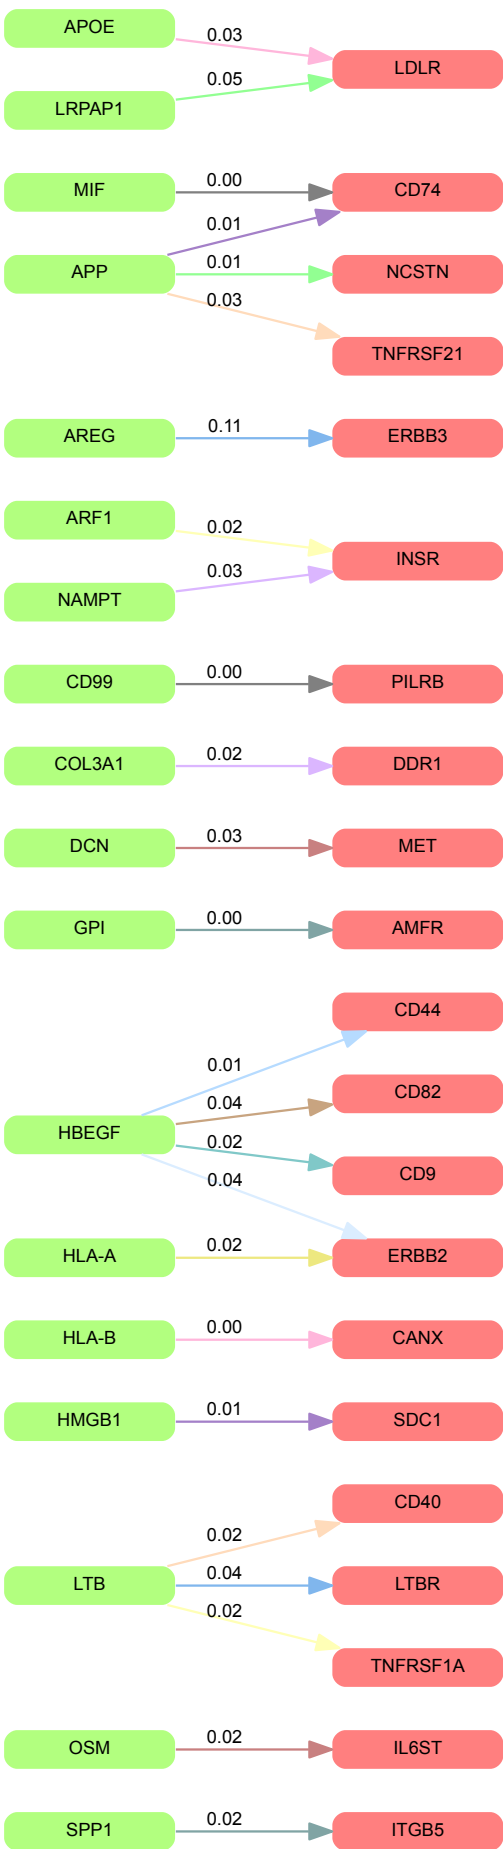 APOE
0.03
LDLR
0.05
LRPAP1
MIF
0.00
CD74
0.01
APP
0.01
NCSTN
0.03
TNFRSF21
AREG
0.11
ERBB3
ARF1
0.02
INSR
0.03
NAMPT
CD99
0.00
PILRB
COL3A1
0.02
DDR1
DCN
0.03
MET
GPI
0.00
AMFR
CD44
0.01
CD82
0.04
HBEGF
0.02
CD9
0.04
HLA-A
0.02
ERBB2
HLA-B
0.00
CANX
HMGB1
0.01
SDC1
CD40
0.02
LTB
0.04
LTBR
0.02
TNFRSF1A
OSM
0.02
IL6ST
SPP1
0.02
ITGB5